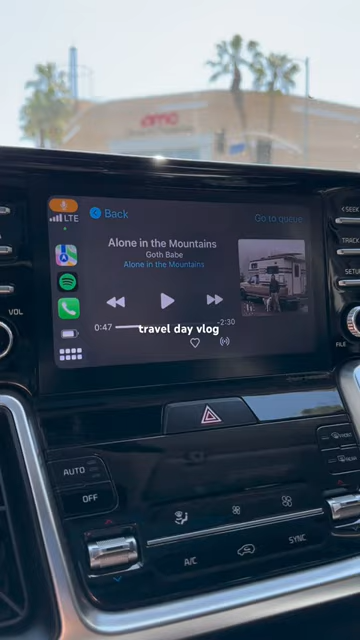 amc
LTE
Back
Go to queue
Alone in the Mountains
Goth Babe
Alone in the Mountains
0:47
-2:30
travel day vlog
SEEK
TRACK
SETUP
VOL
FILE
AUTO
OFF
A/C
SYNC